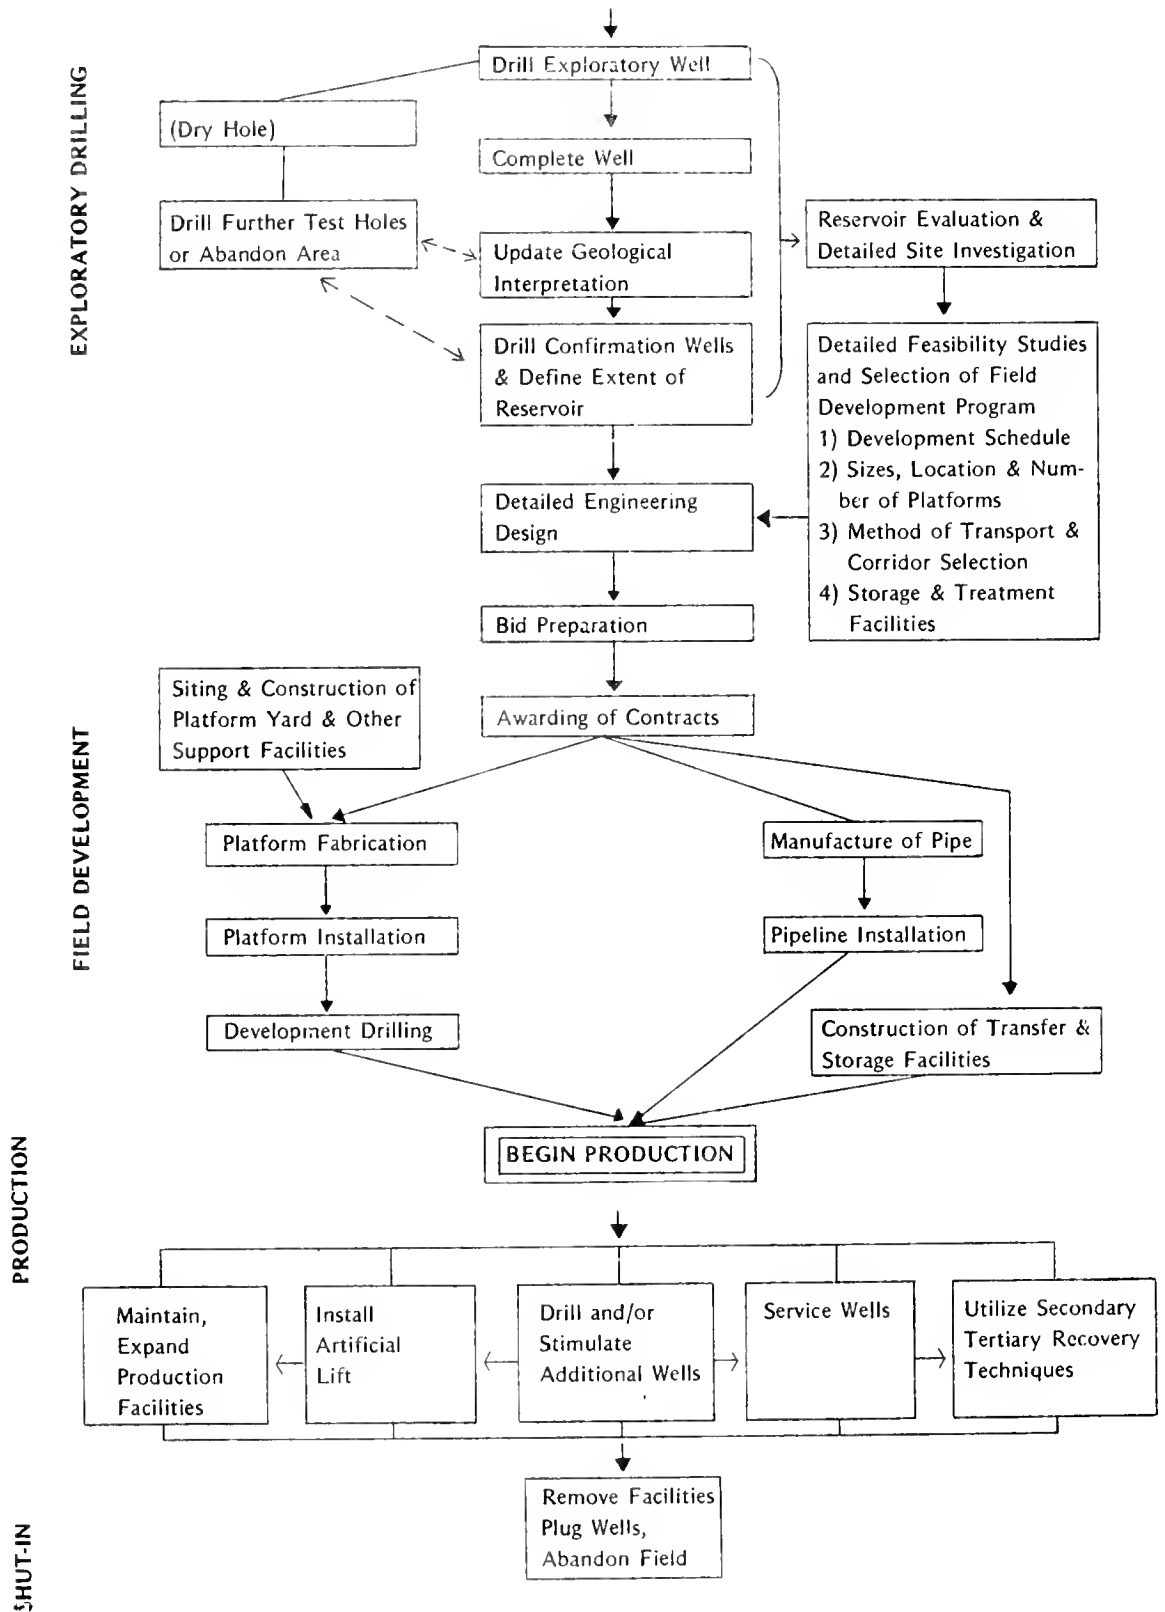 EXPLORATORY DRILLING
Drill Exploratory Well
(Dry Hole)
Complete Well
Drill Further Test Holes
or Abandon Area
Update Geological
Interpretation
Reservoir Evaluation &
Detailed Site Investigation
Drill Confirmation Wells
& Define Extent of
Reservoir
Detailed Feasibility Studies
and Selection of Field
Development Program
1) Development Schedule
2) Sizes, Location & Num-
ber of Platforms
3) Method of Transport &
Corridor Selection
4) Storage & Treatment
Facilities
Detailed Engineering
Design
Bid Preparation
FIELD DEVELOPMENT
Siting & Construction of
Platform Yard & Other
Support Facilities
Awarding of Contracts
Platform Fabrication
Manufacture of Pipe
Platform Installation
Pipeline Installation
Development Drilling
Construction of Transfer &
Storage Facilities
PRODUCTION
BEGIN PRODUCTION
Maintain,
Expand
Production
Facilities
Install
Artificial
Lift
Drill and/or
Stimulate
Additional Wells
Service Wells
Utilize Secondary
Tertiary Recovery
Techniques
SHUT-IN
Remove Facilities
Plug Wells,
Abandon Field